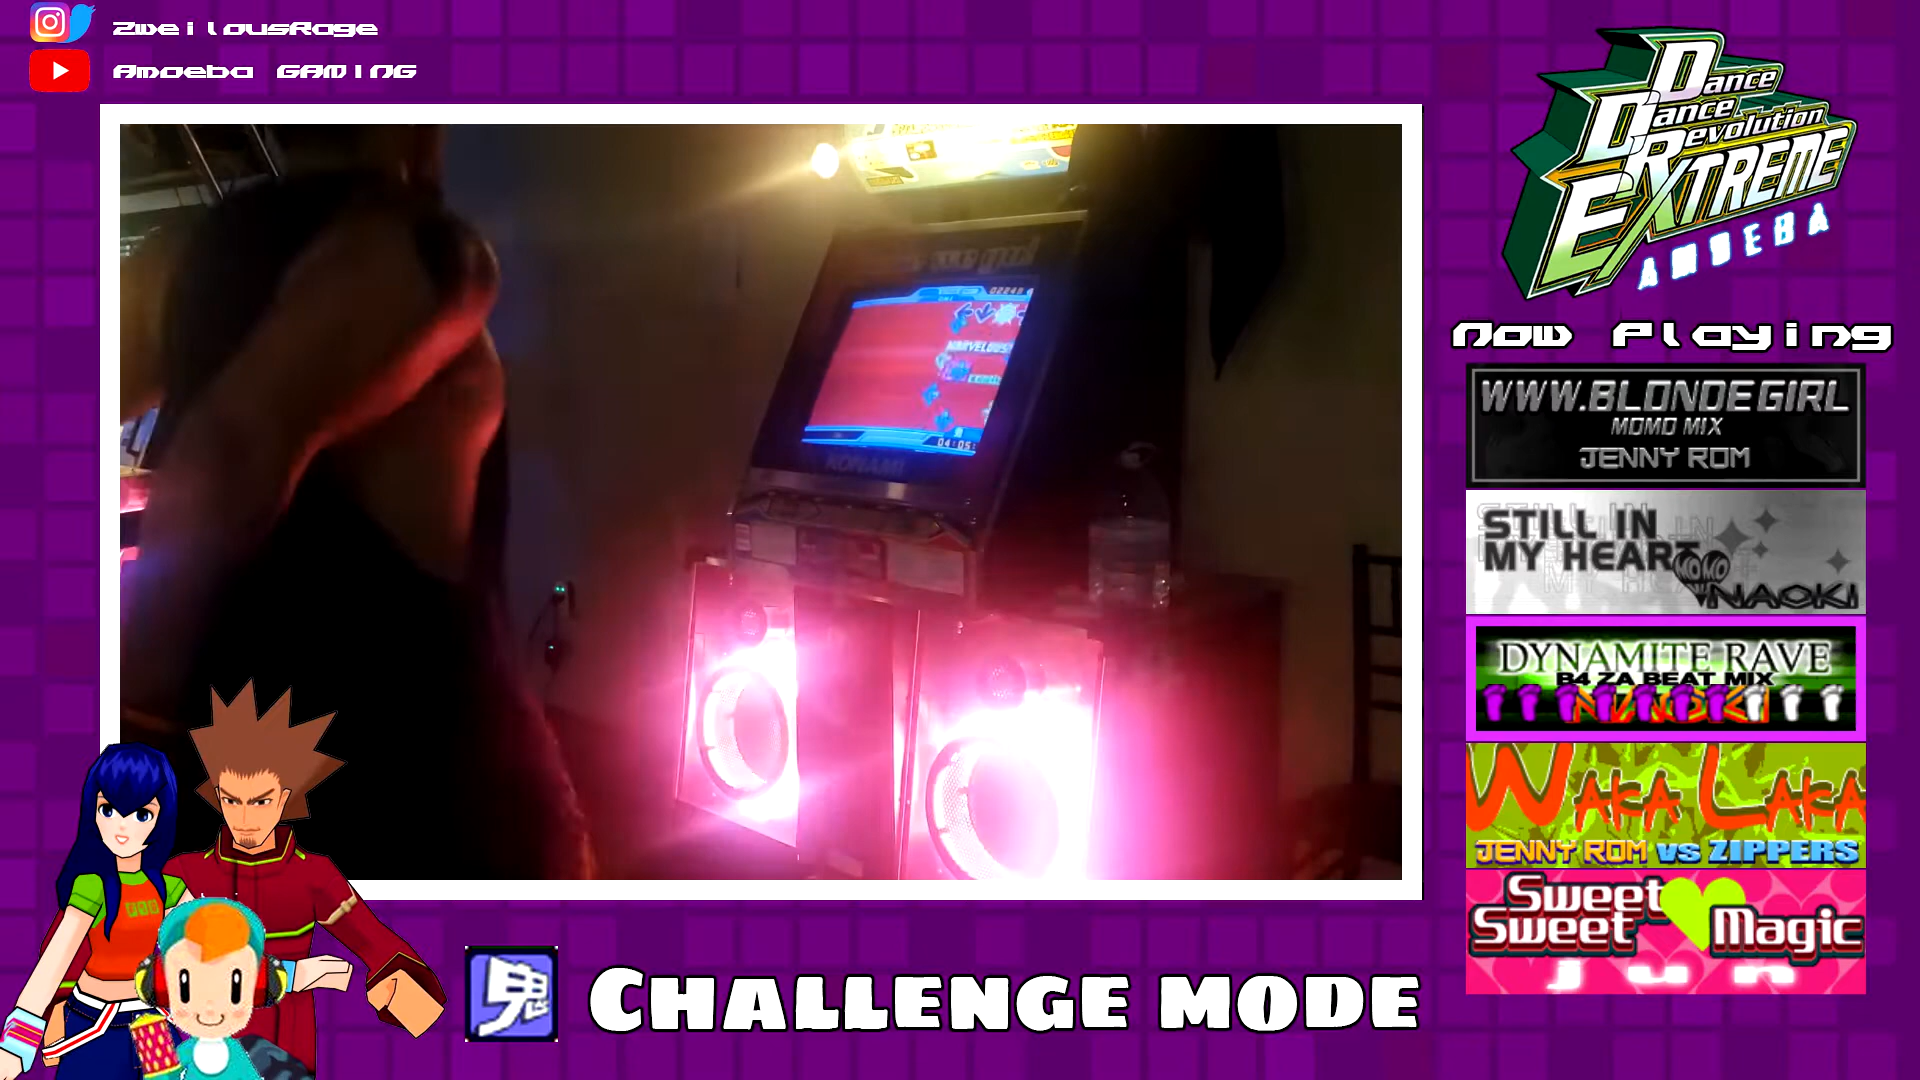 ZweilousRage
Amoeba GAMING
Dance
Dance
Revolution
EXTREME
AMOEBA
Now Playing
WWW.BLONDE GIRL
MOMO MIX
JENNY ROM
STILL IN
MY HEART
MOMO
NAOKI
DYNAMITE RAVE
B4 ZA BEAT MIX
NAOKI
WAKA LAKA
JENNY ROM VS ZIPPERS
Sweet
Sweet
Magic
jun
MARVELOUS
KONAMI
鬼
CHALLENGE MODE